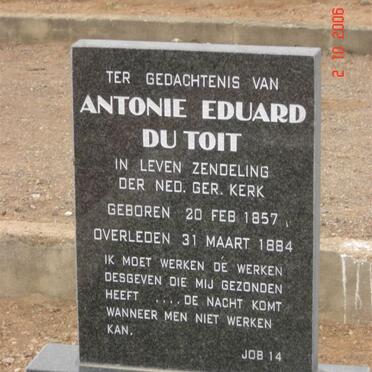 TER GEDACHTENIS VAN
ANTONIE EDUARD
DU TOIT
IN LEVEN ZENDELING
DER NED. GER. KERK
GEBOREN 20 FEB 1857
OVERLEDEN 31 MAART 1884
IK MOET WERKEN DE WERKEN
DESGEVEN DIE MIJ GEZONDEN
HEEFT .... DE NACHT KOMT
WANNEER MEN NIET WERKEN
KAN.
JOB 14
2 10 2006